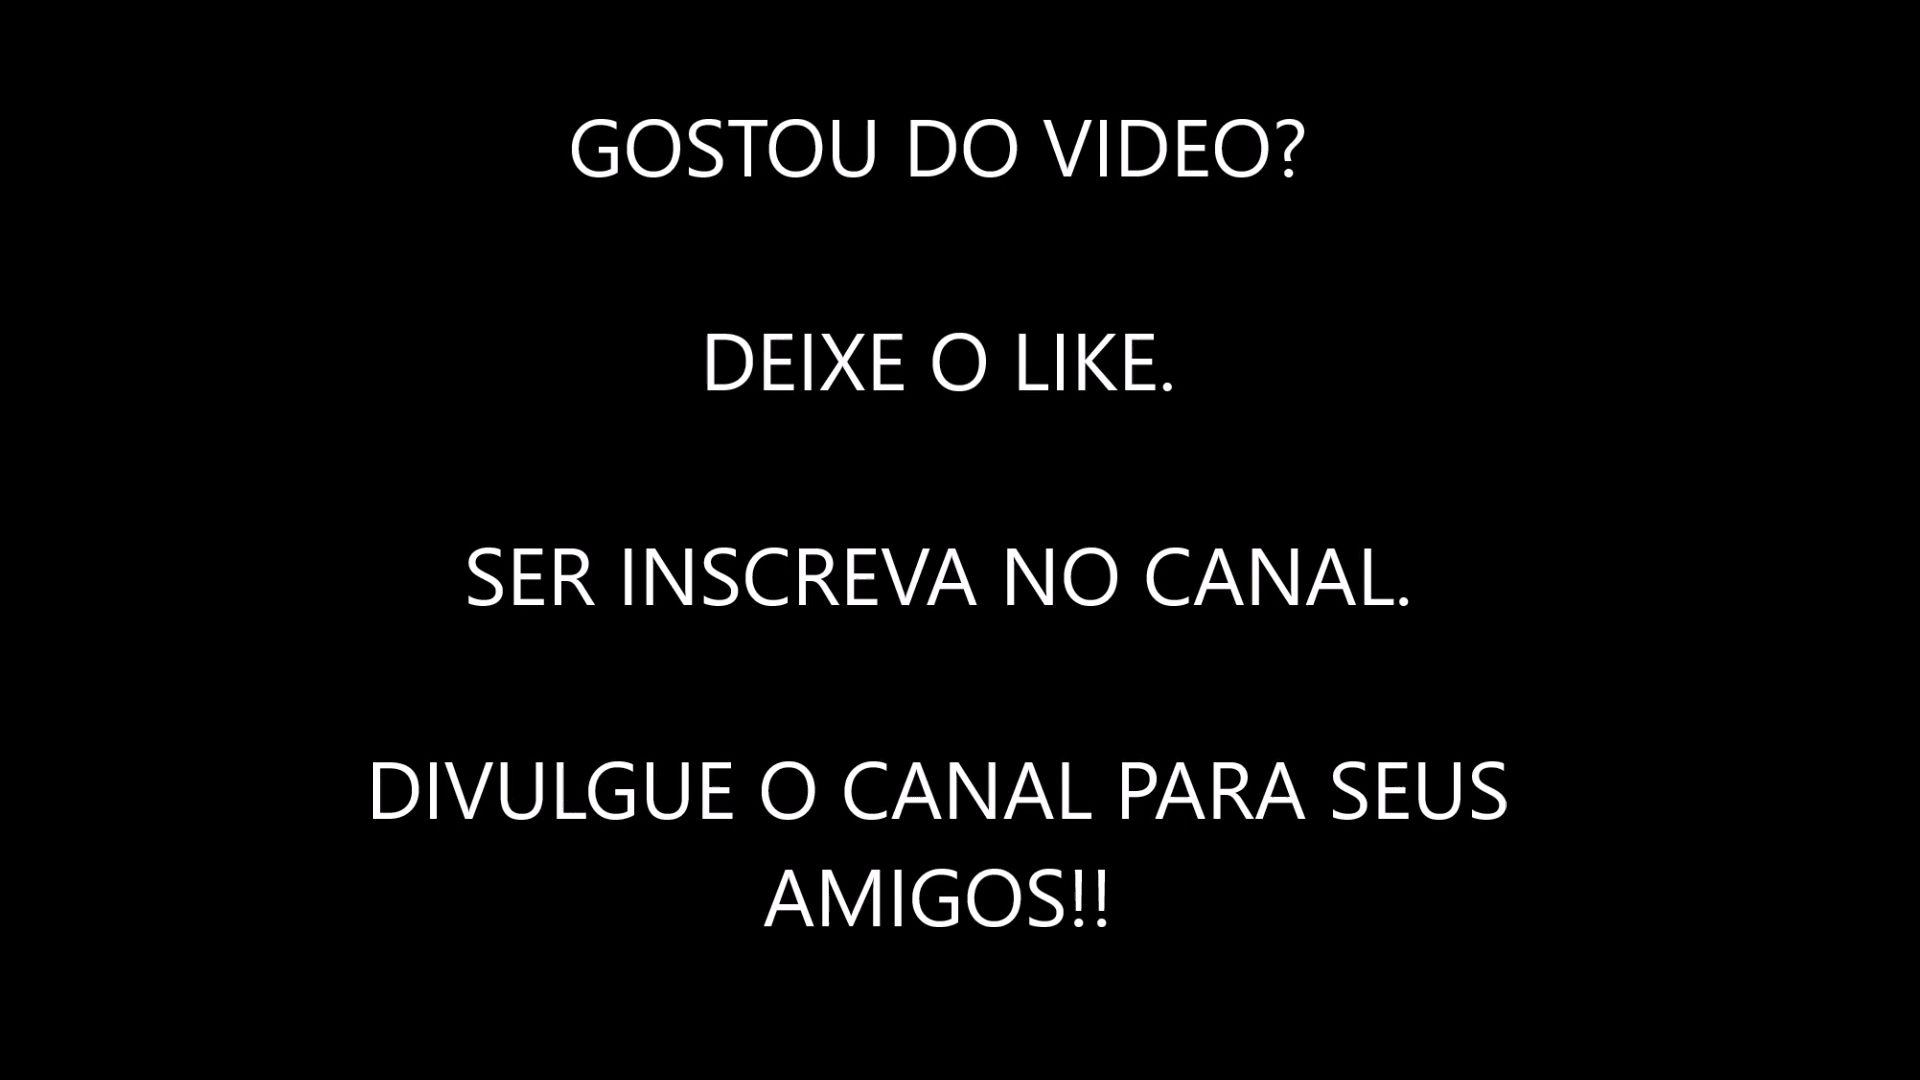 GOSTOU DO VIDEO?
DEIXE O LIKE.
SER INSCREVA NO CANAL.
DIVULGUE O CANAL PARA SEUS
AMIGOS!!